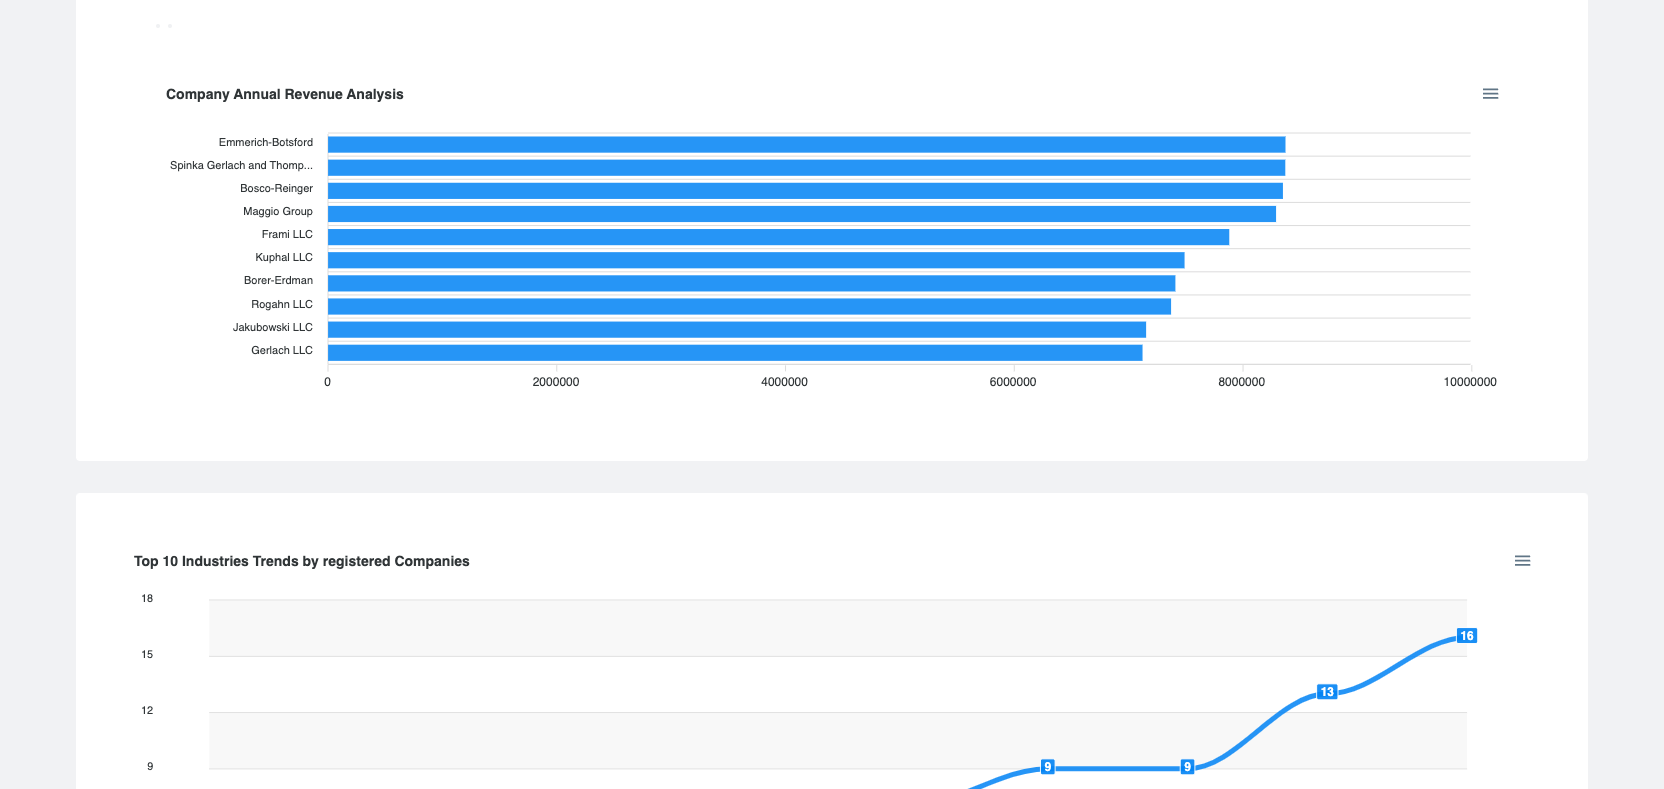 Company Annual Revenue Analysis
Emmerich-Botsford
Spinka Gerlach and Thomp...
Bosco-Reinger
Maggio Group
Frami LLC
Kuphal LLC
Borer-Erdman
Rogahn LLC
Jakubowski LLC
Gerlach LLC
0 2000000 4000000 6000000 8000000 10000000
Top 10 Industries Trends by registered Companies
18
16
15
13
12
9 9 9